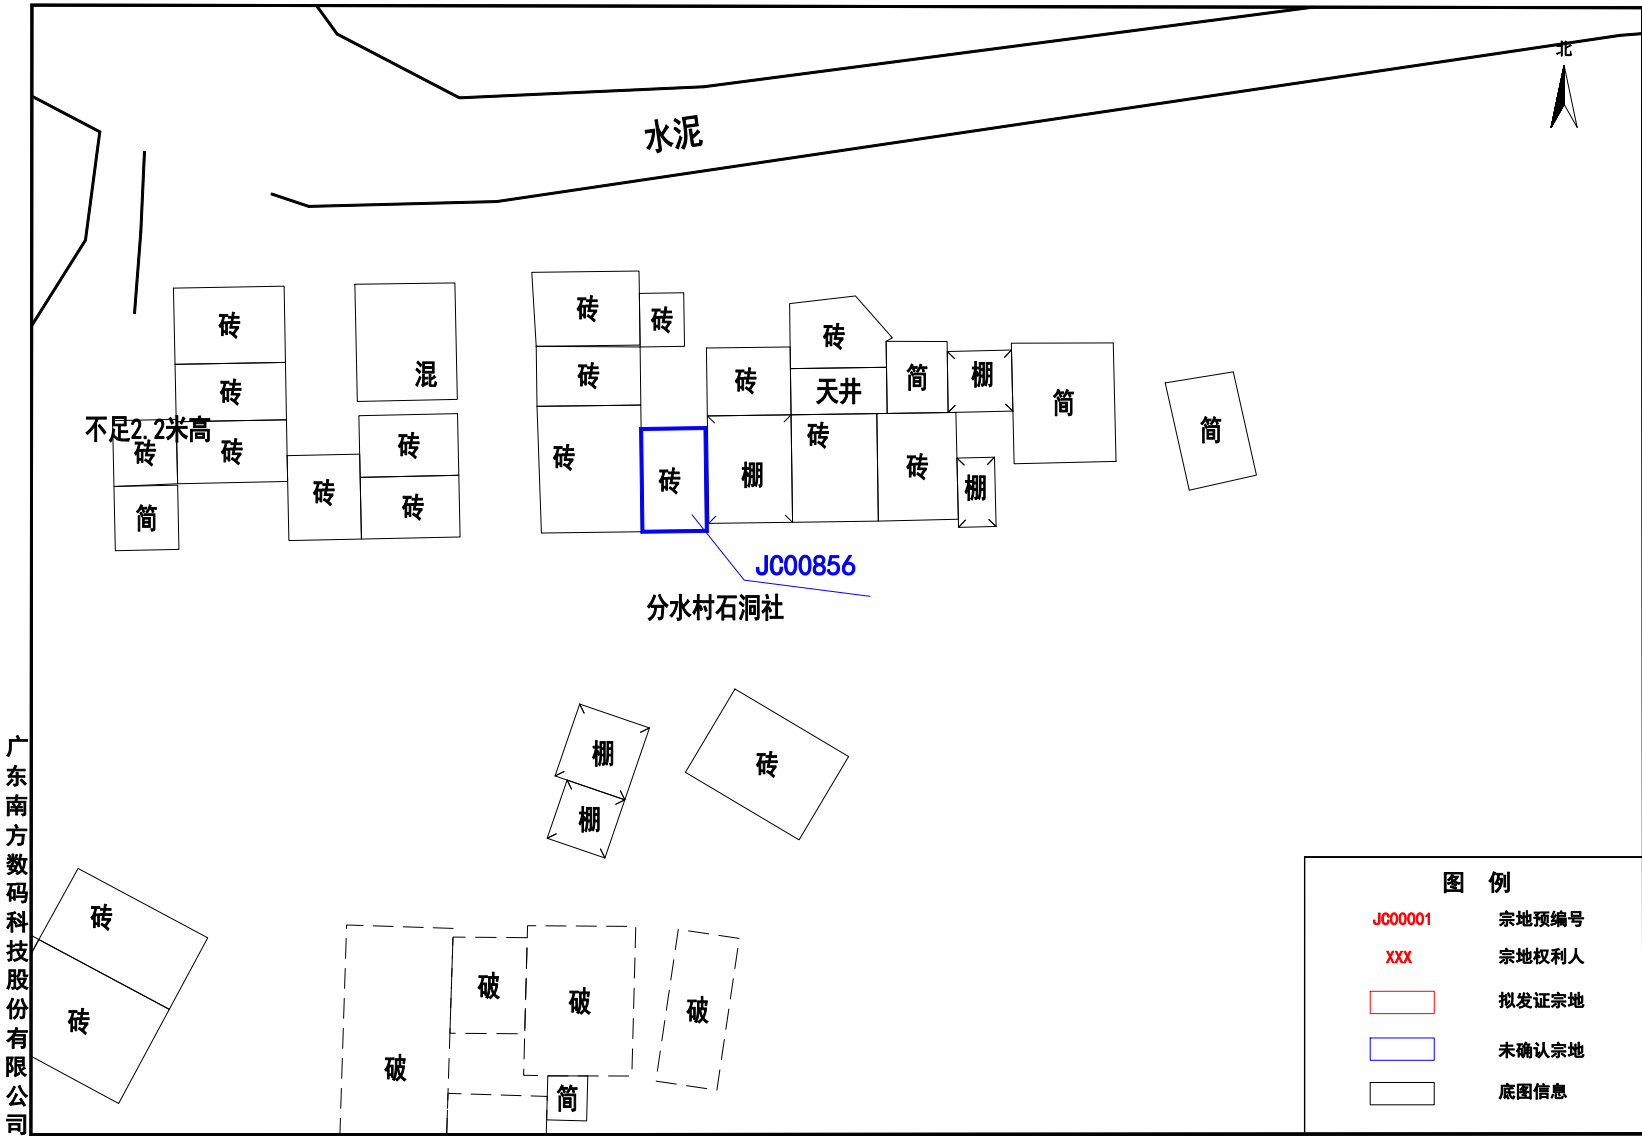 北
水泥
砖
砖
砖
砖
混
砖
砖
天井
简
棚
简
砖
砖
简
不足2.2米高
砖
砖
砖
砖
砖
砖
砖
棚
砖
棚
砖
简
JC00856
分水村石洞社
棚
砖
棚
广东南方数码科技股份有限公司
砖
砖
破
破
破
破
简
图 例
JC00001 宗地预编号
XXX 宗地权利人
拟发证宗地
未确认宗地
底图信息